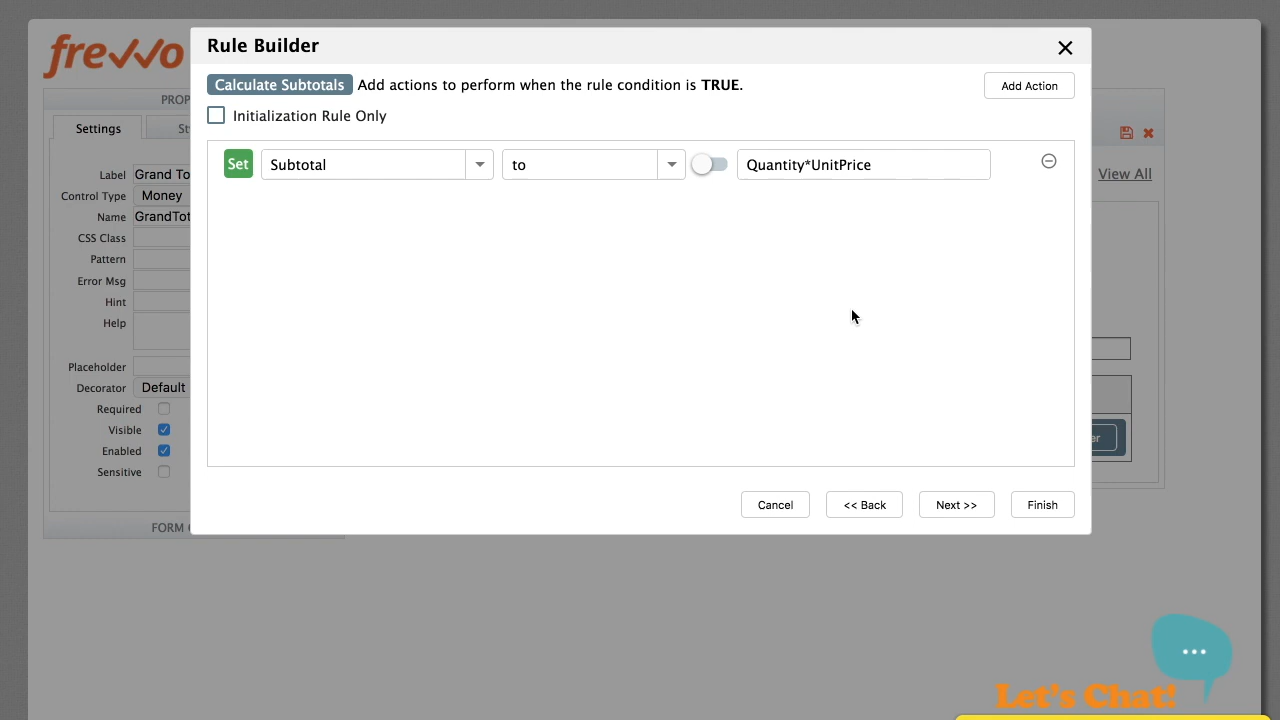 frevvo
Rule Builder
Calculate Subtotals Add actions to perform when the rule condition is TRUE.
Add Action
Initialization Rule Only
Set Subtotal to Quantity*UnitPrice
Cancel << Back Next >> Finish
PROP
Settings
St
Label Grand To
Control Type Money
Name GrandTot
CSS Class
Pattern
Error Msg
Hint
Help
Placeholder
Decorator Default
Required
Visible
Enabled
Sensitive
FORM
View All
er
Let's Chat!